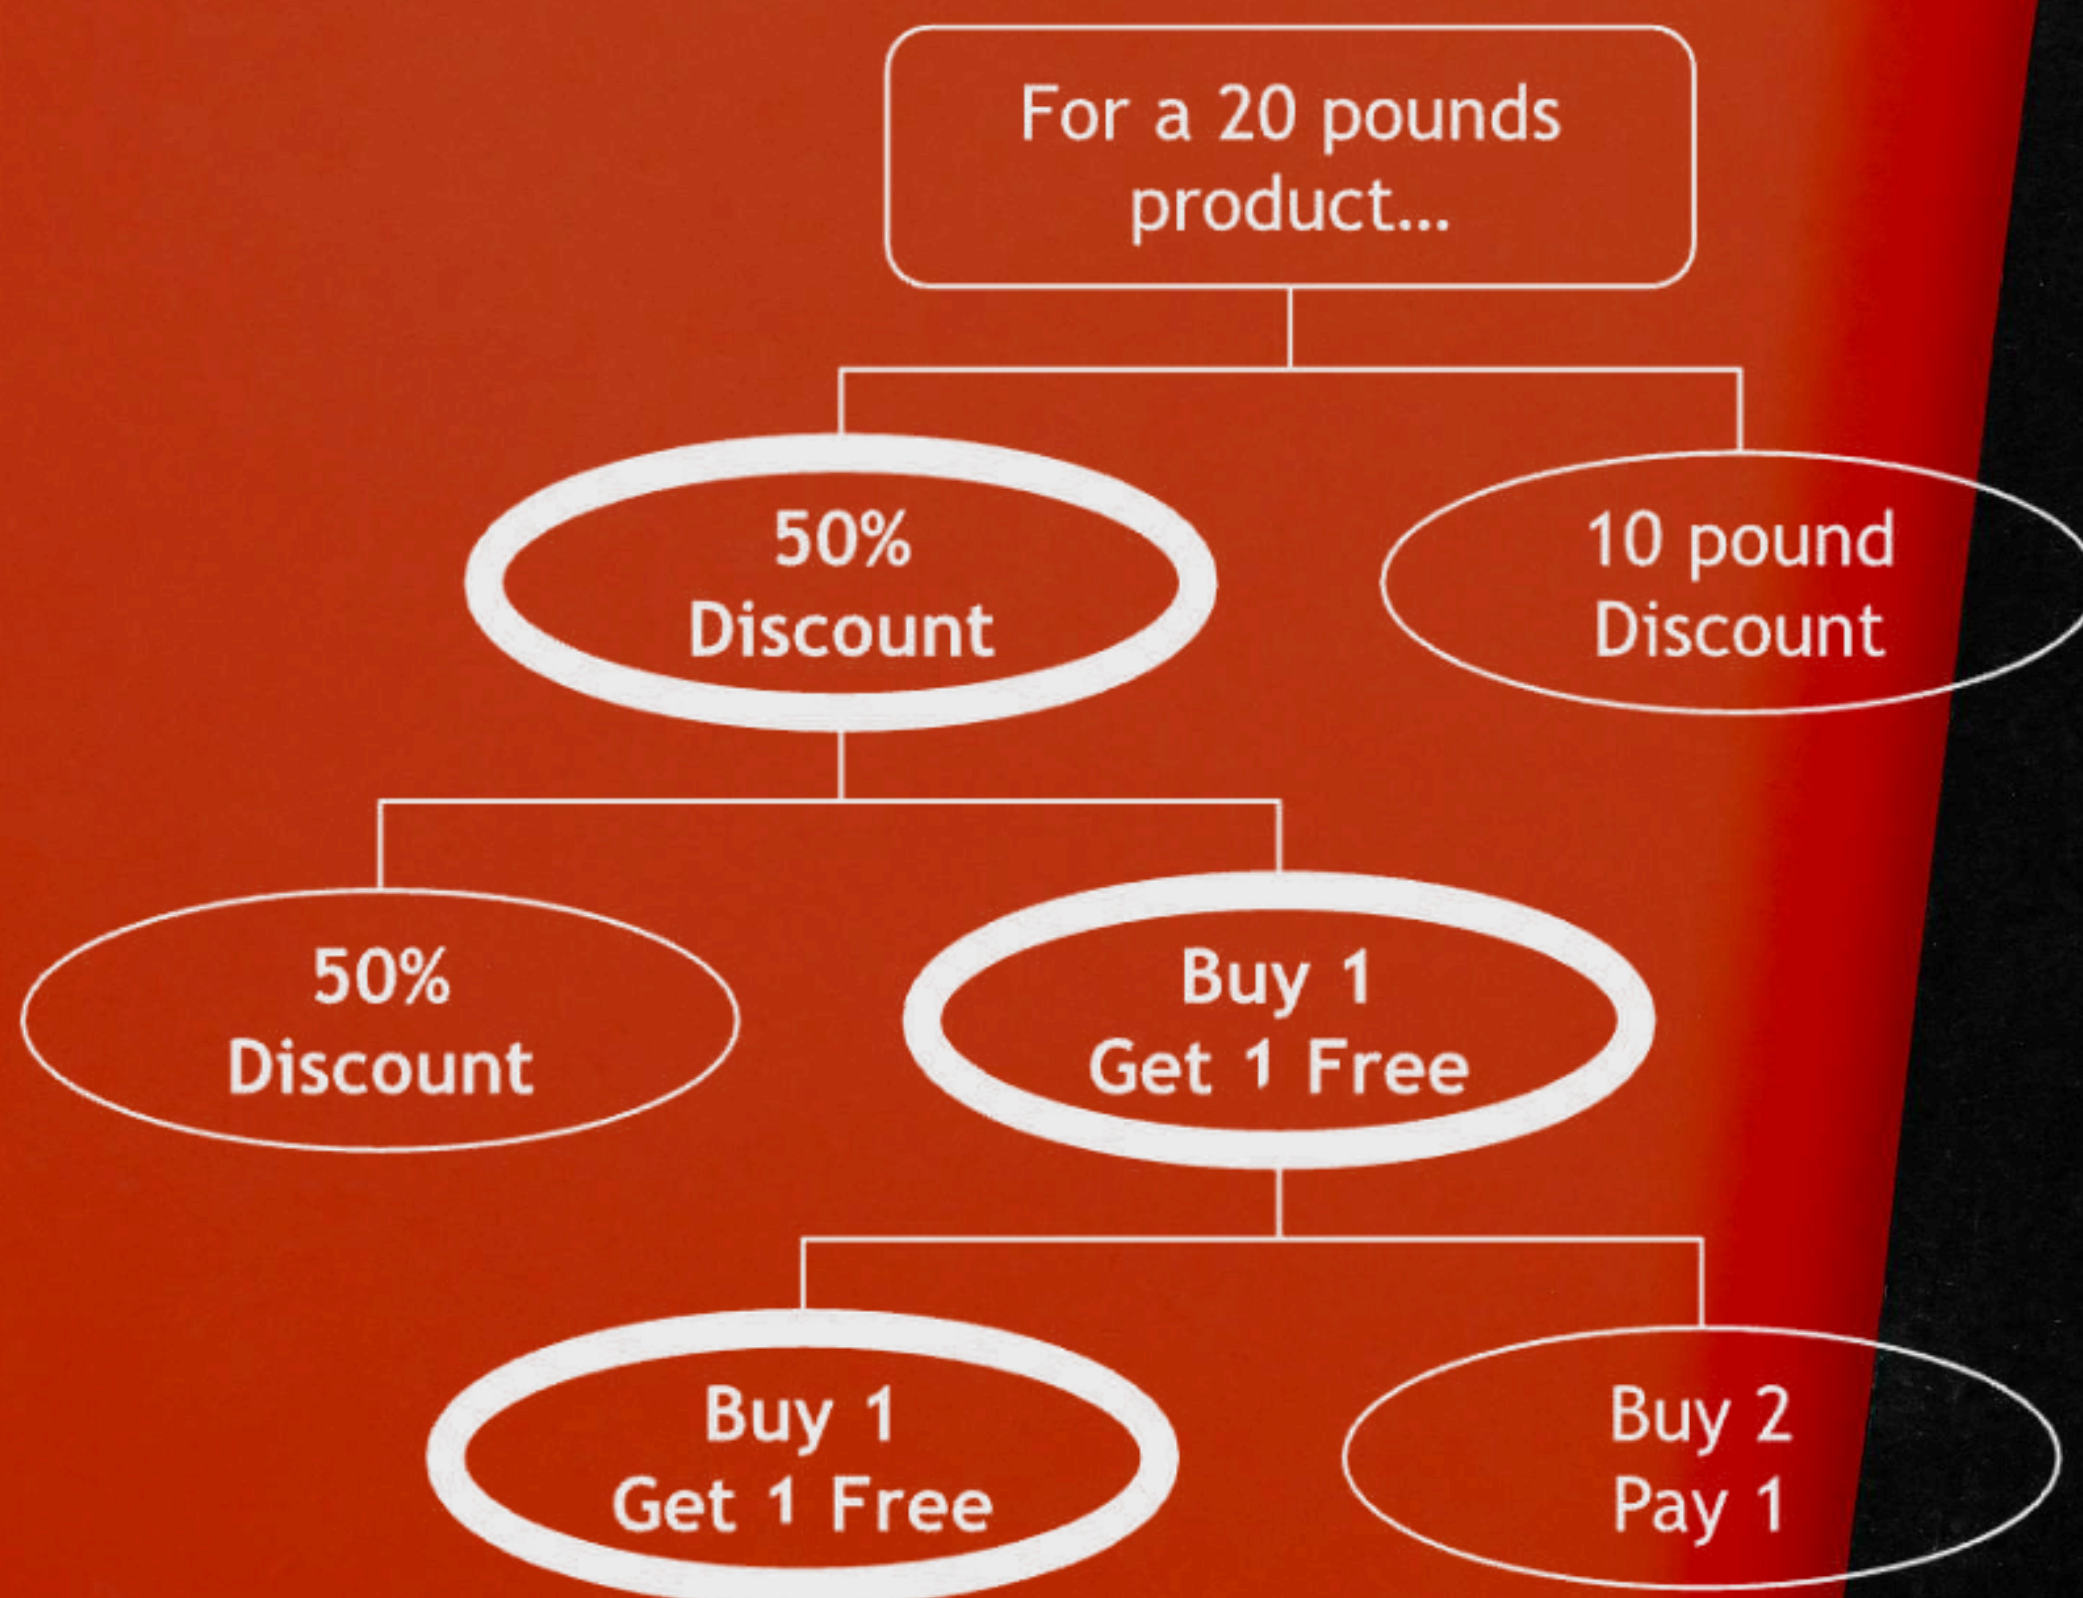 For a 20 pounds
product...
50%
Discount
10 pound
Discount
50%
Discount
Buy 1
Get 1 Free
Buy 1
Get 1 Free
Buy 2
Pay 1